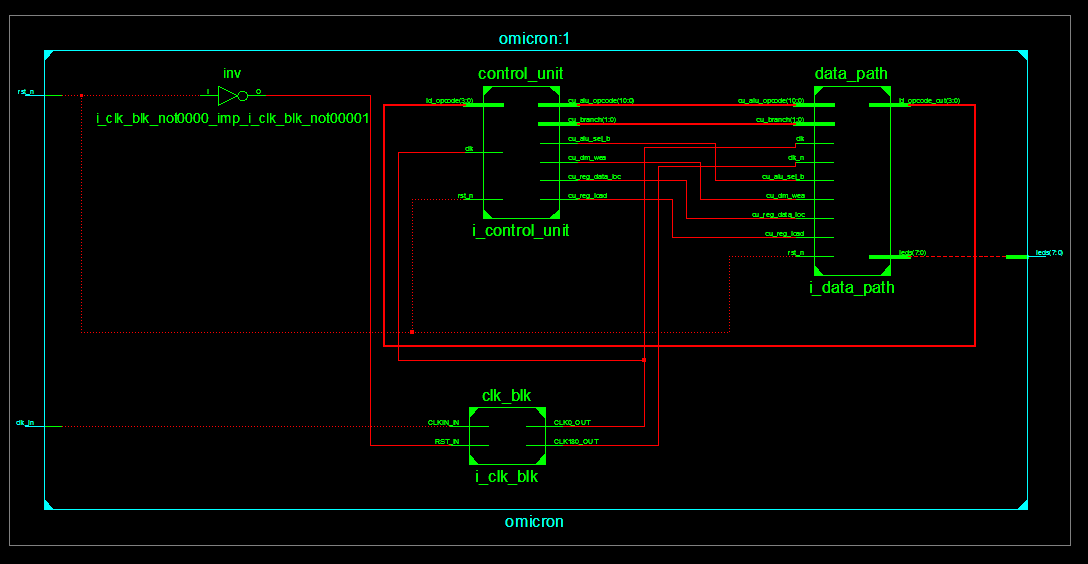 omicron:1
inv
control_unit
data_path
rst_n
I
O
i_clk_blk_not0000_imp_i_clk_blk_not00001
id_opcode(3:0)
cu_alu_opcode(10:0)
cu_branch(1:0)
clk
cu_alu_sel_b
cu_dm_wea
cu_reg_data_loc
rst_n
cu_reg_load
i_control_unit
cu_alu_opcode(10:0)
id_opcode_out(3:0)
cu_branch(1:0)
clk
clk_n
cu_alu_sel_b
cu_dm_wea
cu_reg_data_loc
cu_reg_load
rst_n
leds(7:0)
leds(7:0)
i_data_path
clk_blk
clk_in
CLKIN_IN
CLK0_OUT
RST_IN
CLK180_OUT
i_clk_blk
omicron